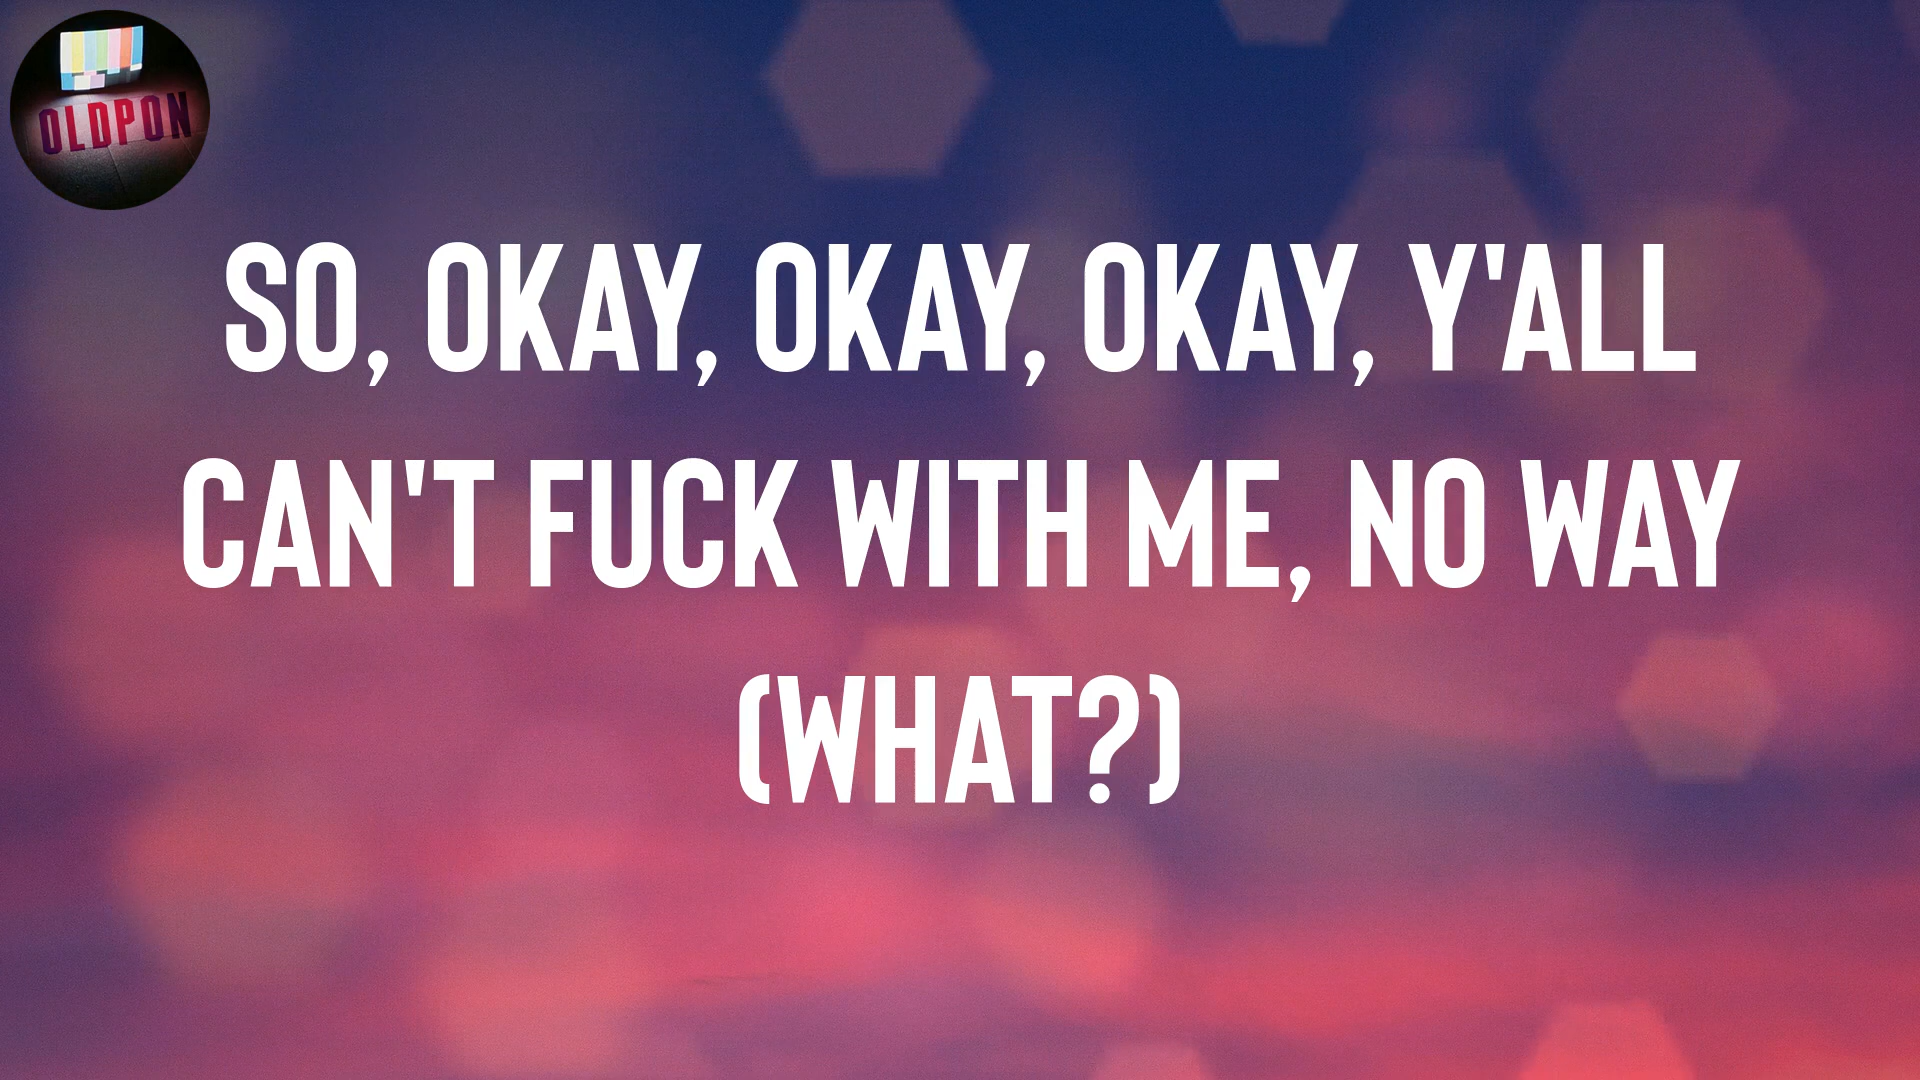 OLDPON
SO, OKAY, OKAY, OKAY, Y'ALL
CAN'T FUCK WITH ME, NO WAY
(WHAT?)